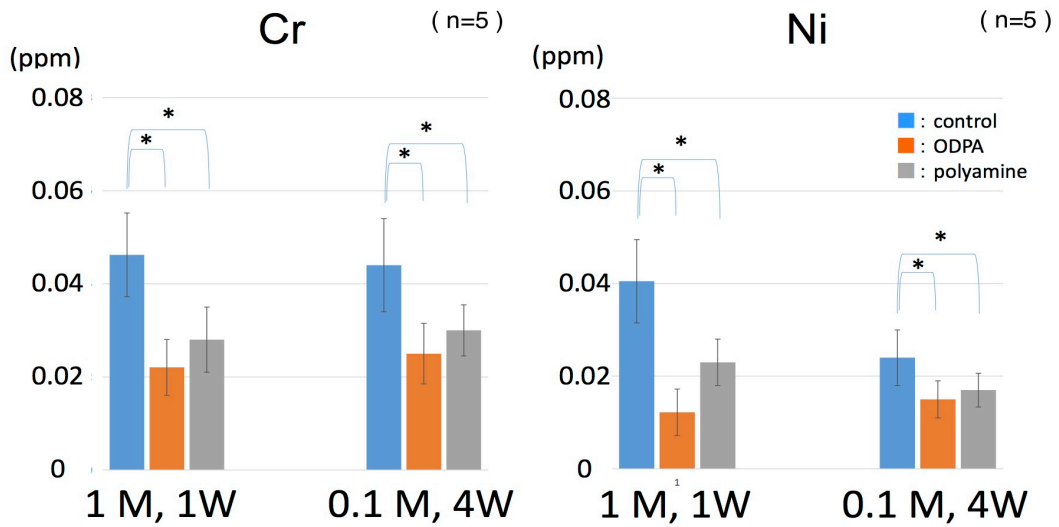 Cr
( n=5 )
(ppm)
0.08
0.06
0.04
0.02
0
*
*
*
*
1 M, 1W
0.1 M, 4W
Ni
( n=5 )
(ppm)
0.08
0.06
0.04
0.02
0
*
*
*
*
: control
: ODPA
: polyamine
1
1 M, 1W
0.1 M, 4W